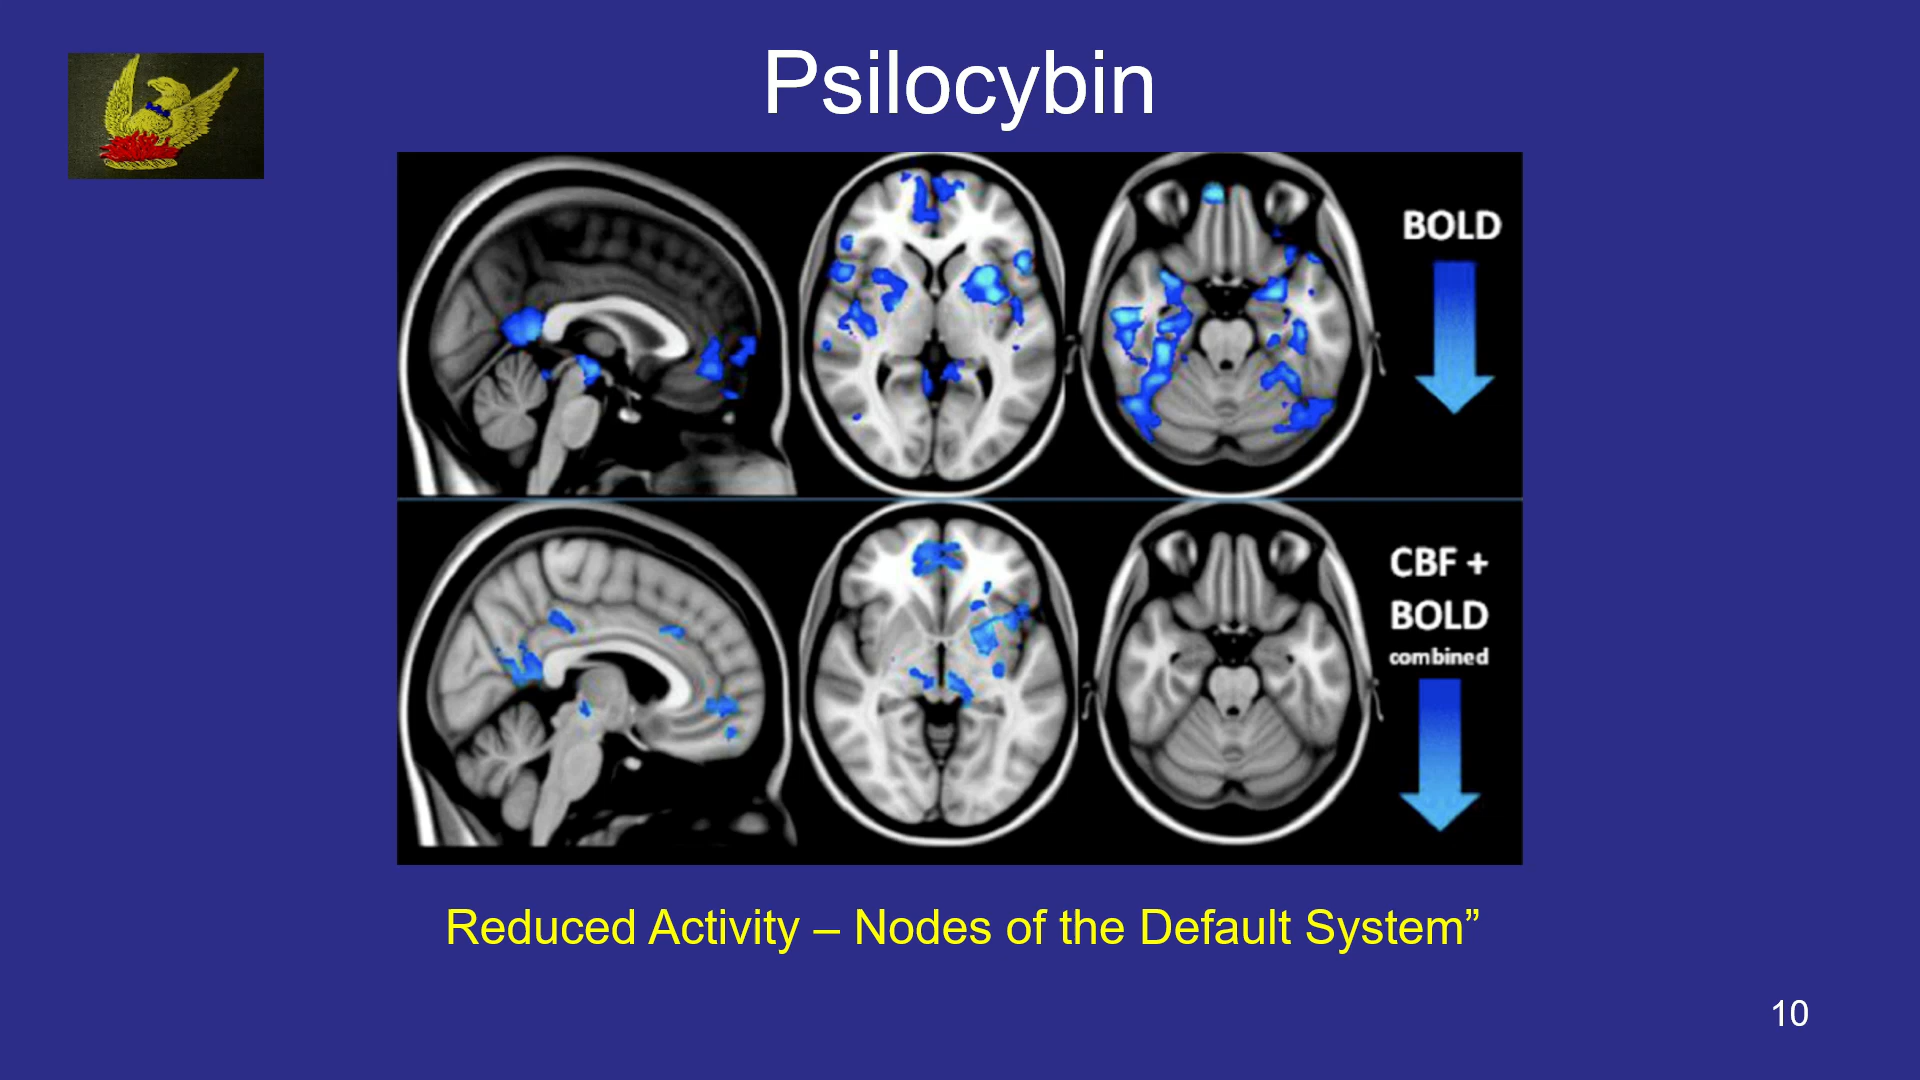 Psilocybin
BOLD
CBF +
BOLD
combined
Reduced Activity – Nodes of the Default System”
10